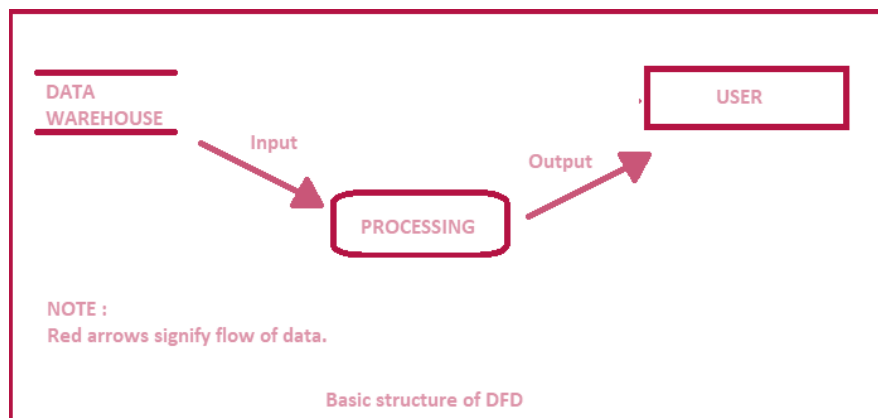 DATA
WAREHOUSE
USER
Input
Output
PROCESSING
NOTE :
Red arrows signify flow of data.
Basic structure of DFD